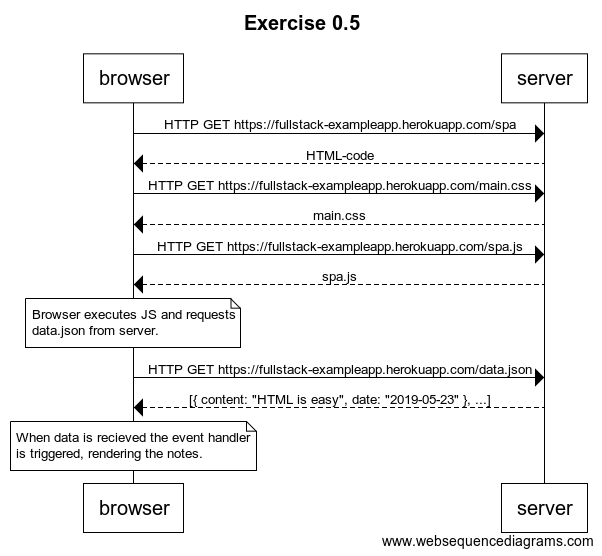 Exercise 0.5
browser
server
HTTP GET https://fullstack-exampleapp.herokuapp.com/spa
HTML-code
HTTP GET https://fullstack-exampleapp.herokuapp.com/main.css
main.css
HTTP GET https://fullstack-exampleapp.herokuapp.com/spa.js
spa.js
Browser executes JS and requests
data.json from server.
HTTP GET https://fullstack-exampleapp.herokuapp.com/data.json
[{ content: "HTML is easy", date: "2019-05-23" }, ...]
When data is recieved the event handler
is triggered, rendering the notes.
browser
server
www.websequencediagrams.com